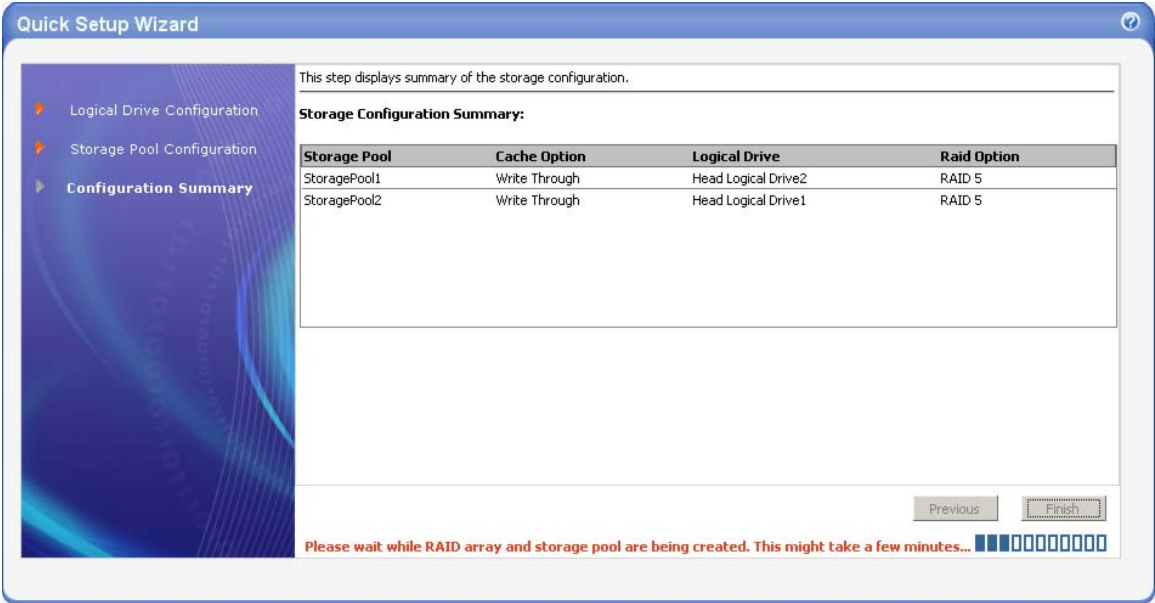 Quick Setup Wizard
This step displays summary of the storage configuration.
Logical Drive Configuration
Storage Pool Configuration
Configuration Summary
Storage Configuration Summary:
Storage Pool Cache Option Logical Drive Raid Option
StoragePool1 Write Through Head Logical Drive2 RAID 5
StoragePool2 Write Through Head Logical Drive1 RAID 5
Previous Finish
Please wait while RAID array and storage pool are being created. This might take a few minutes...